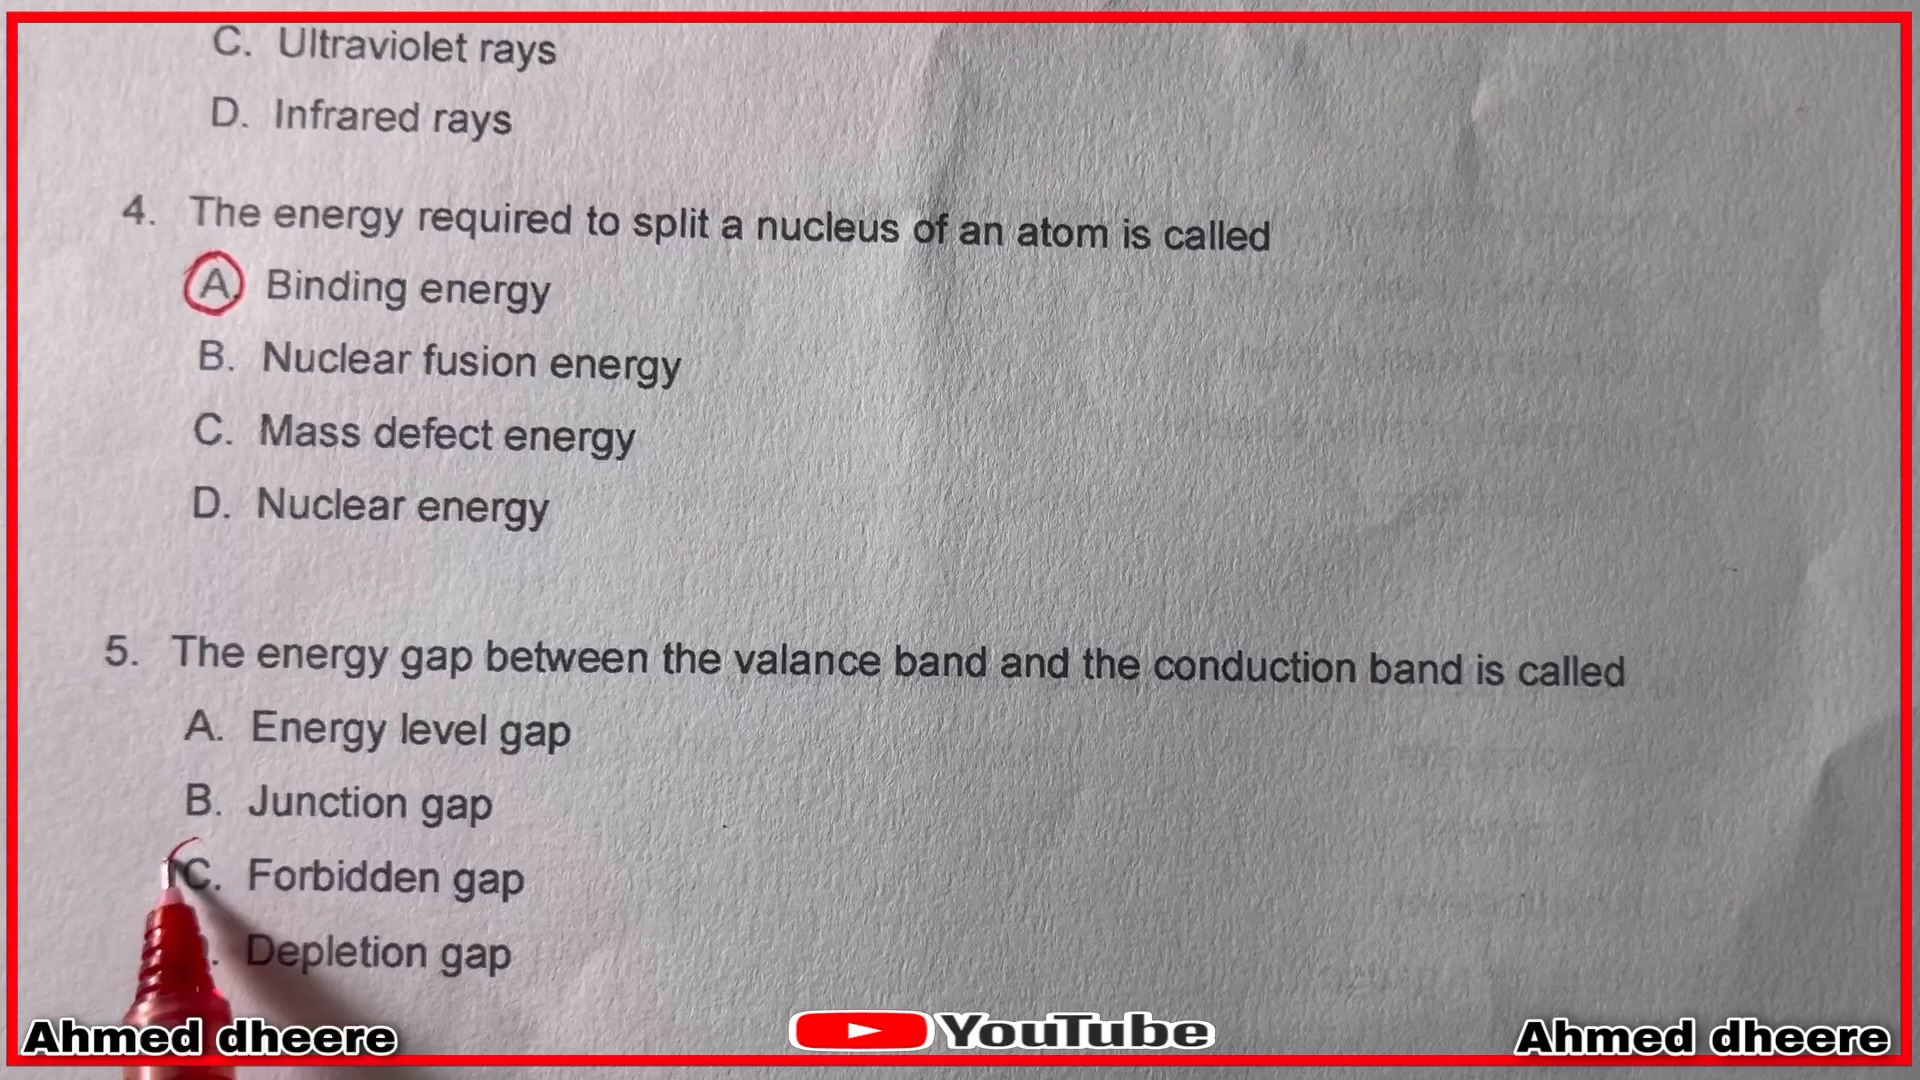 C. Ultraviolet rays
D. Infrared rays
4. The energy required to split a nucleus of an atom is called
A. Binding energy
B. Nuclear fusion energy
C. Mass defect energy
D. Nuclear energy
5. The energy gap between the valance band and the conduction band is called
A. Energy level gap
B. Junction gap
C. Forbidden gap
Depletion gap
Ahmed dheere
YouTube
Ahmed dheere